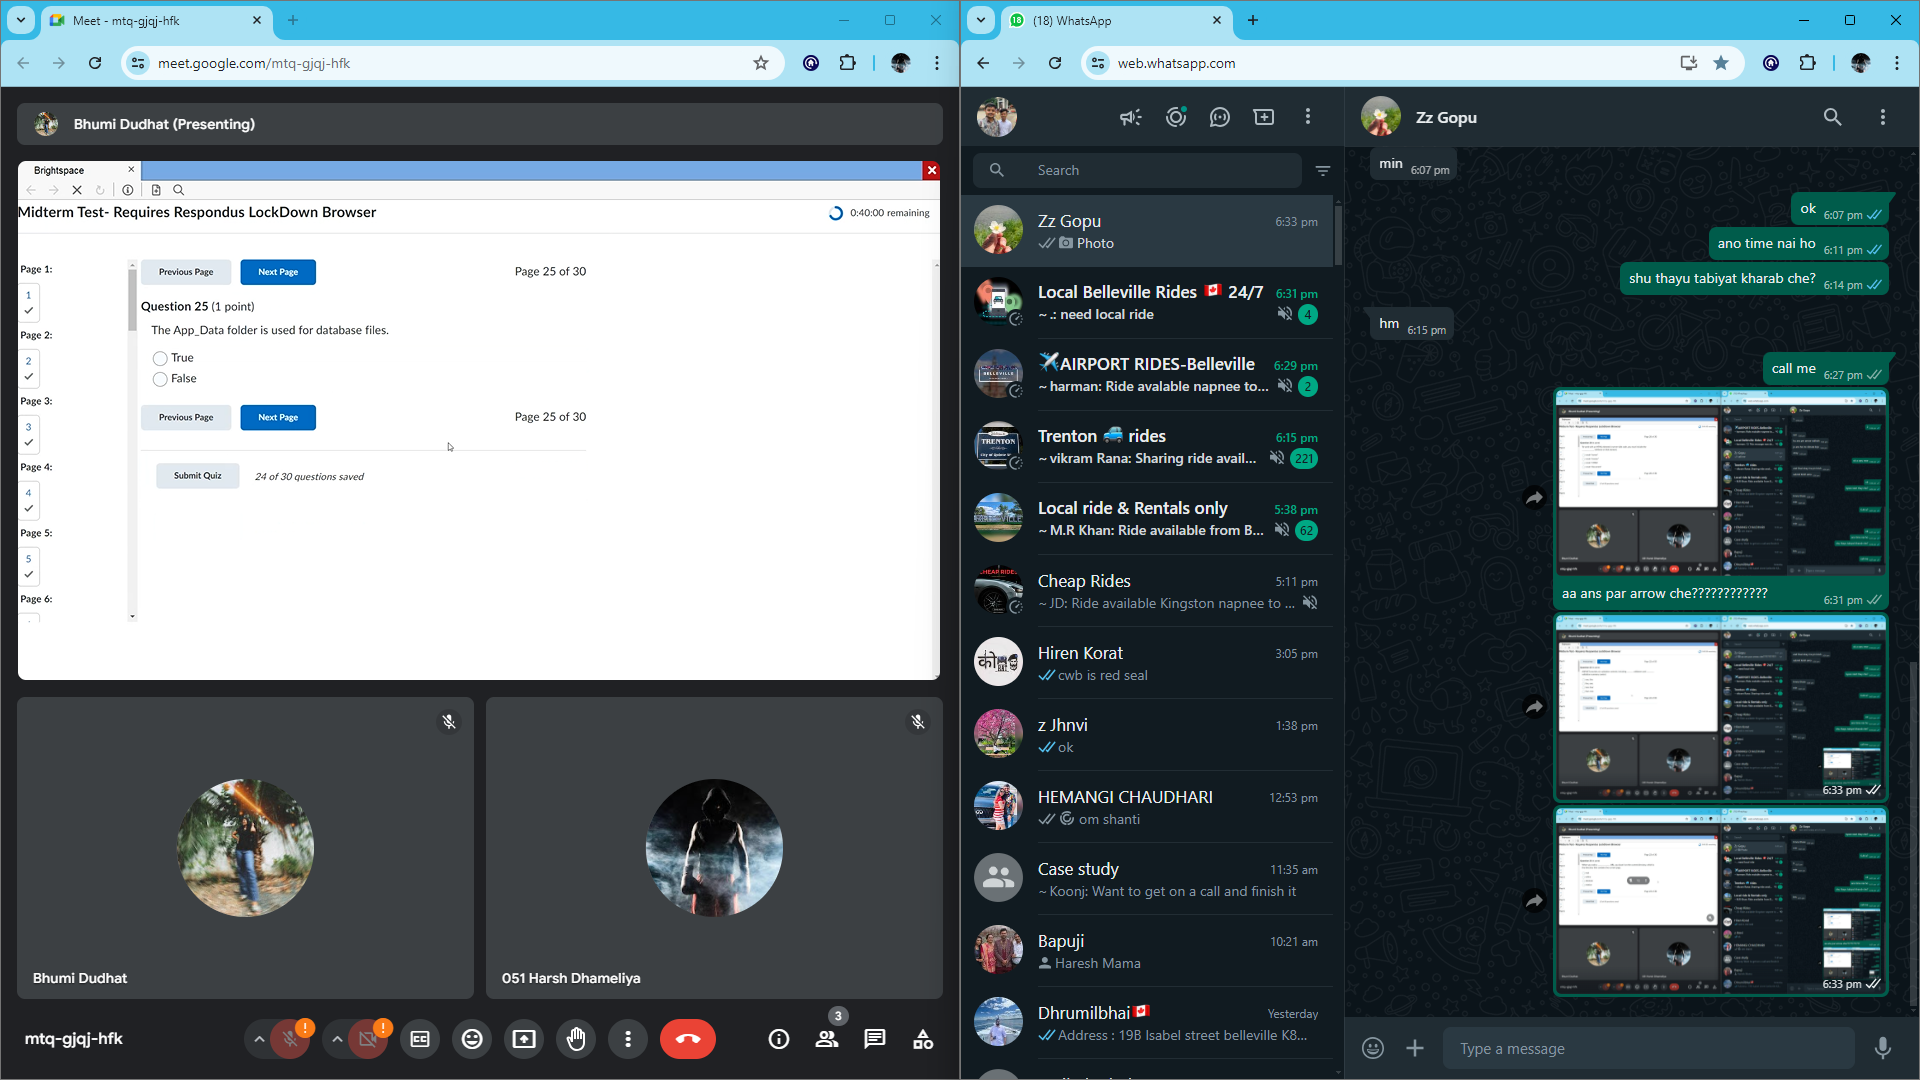 Meet - mtq-gjqj-hfk
meet.google.com/mtq-gjqj-hfk
Bhumi Dudhat (Presenting)
Brightspace
Midterm Test- Requires Respondus LockDown Browser
0:40:00 remaining
Page 1:
1
Page 2:
2
Page 3:
3
Page 4:
4
Page 5:
5
Page 6:
Previous Page
Next Page
Page 25 of 30
Question 25 (1 point)
The App_Data folder is used for database files.
True
False
Previous Page
Next Page
Page 25 of 30
Submit Quiz
24 of 30 questions saved
Bhumi Dudhat
051 Harsh Dhameliya
mtq-gjqj-hfk
3
(18) WhatsApp
web.whatsapp.com
Search
Zz Gopu
6:33 pm
Photo
Local Belleville Rides 🇨🇦 24/7
6:31 pm
~ .: need local ride
4
✈️AIRPORT RIDES-Belleville
6:29 pm
~ harman: Ride avalable napnee to...
2
Trenton 🚙 rides
6:15 pm
~ vikram Rana: Sharing ride avail...
221
Local ride & Rentals only
5:38 pm
~ M.R Khan: Ride available from B...
62
Cheap Rides
5:11 pm
~ JD: Ride available Kingston napnee to ...
Hiren Korat
3:05 pm
cwb is red seal
z Jhnvi
1:38 pm
ok
HEMANGI CHAUDHARI
12:53 pm
om shanti
Case study
11:35 am
~ Koonj: Want to get on a call and finish it
Bapuji
10:21 am
Haresh Mama
Dhrumilbhai🇨🇦
Yesterday
Address : 19B Isabel street belleville K8...
Zz Gopu
min 6:07 pm
ok 6:07 pm
ano time nai ho 6:11 pm
shu thayu tabiyat kharab che? 6:14 pm
hm 6:15 pm
call me 6:27 pm
aa ans par arrow che???????????? 6:31 pm
6:33 pm
6:33 pm
Type a message